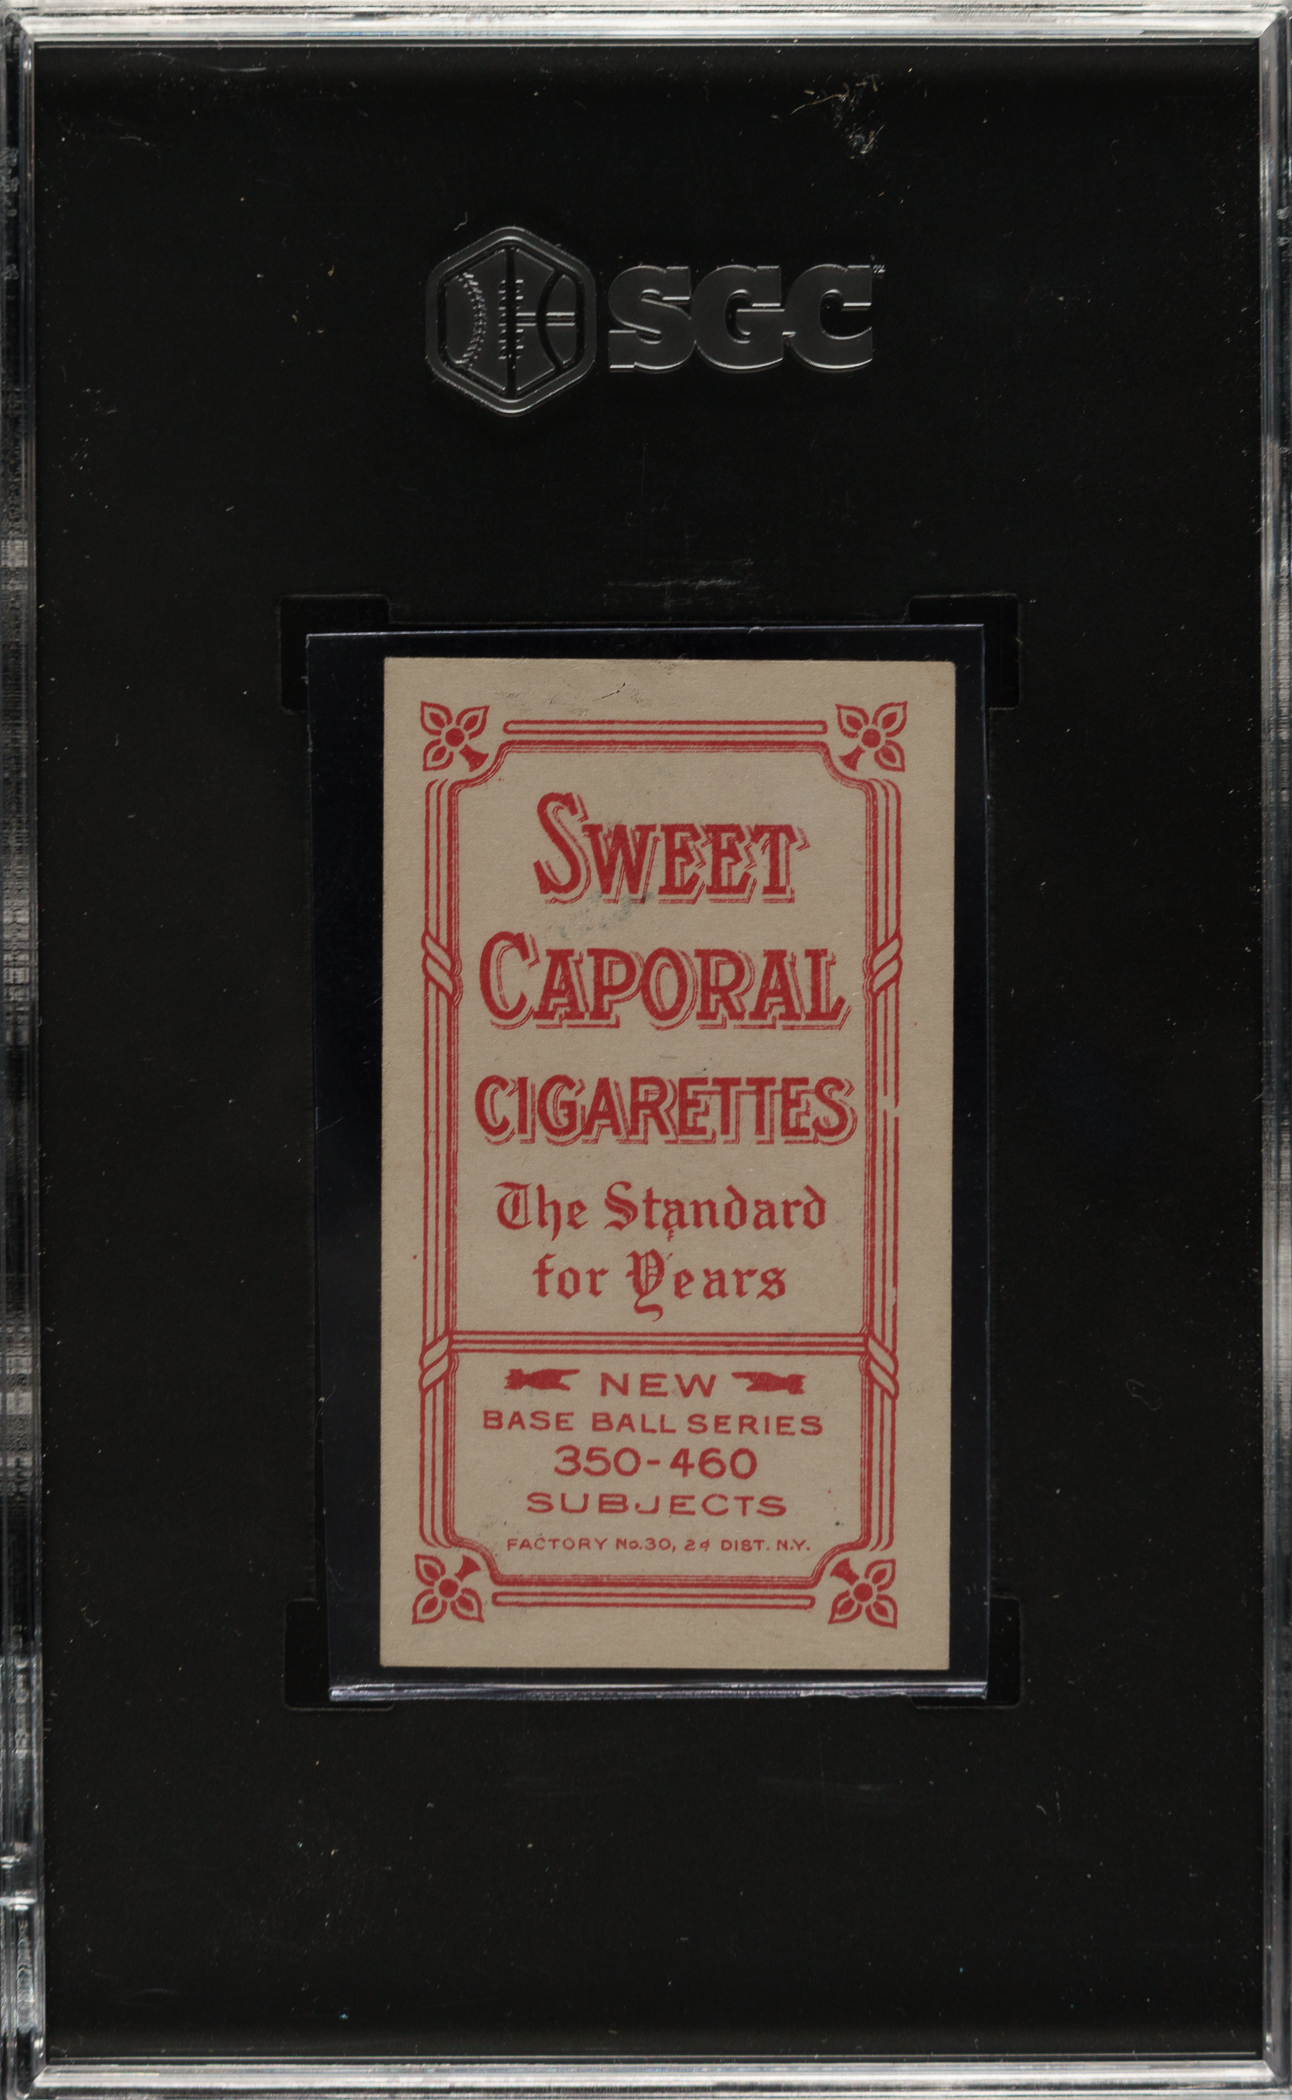 SGC
SWEET
CAPORAL
CIGARETTES
The Standard
for Years
NEW
BASE BALL SERIES
350-460
SUBJECTS
FACTORY No.30, 2d DIST. N.Y.